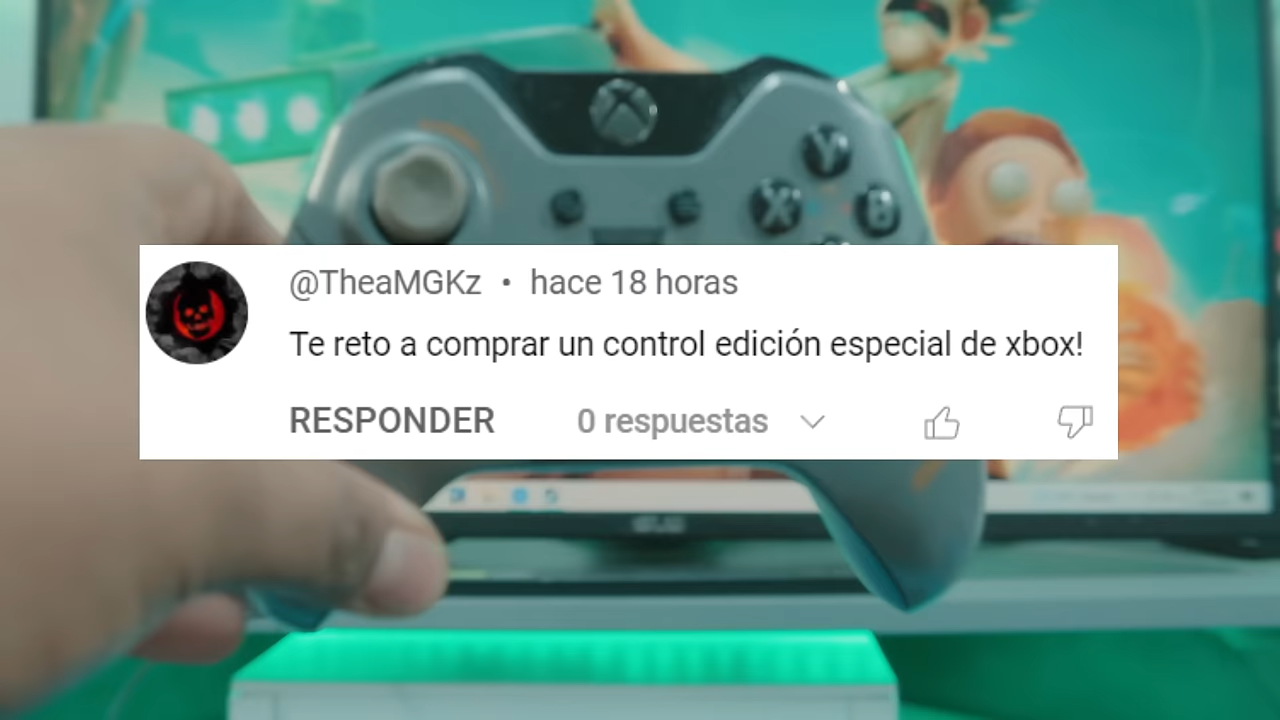 Y
X
B
@TheaMGKz • hace 18 horas
Te reto a comprar un control edición especial de xbox!
RESPONDER 0 respuestas